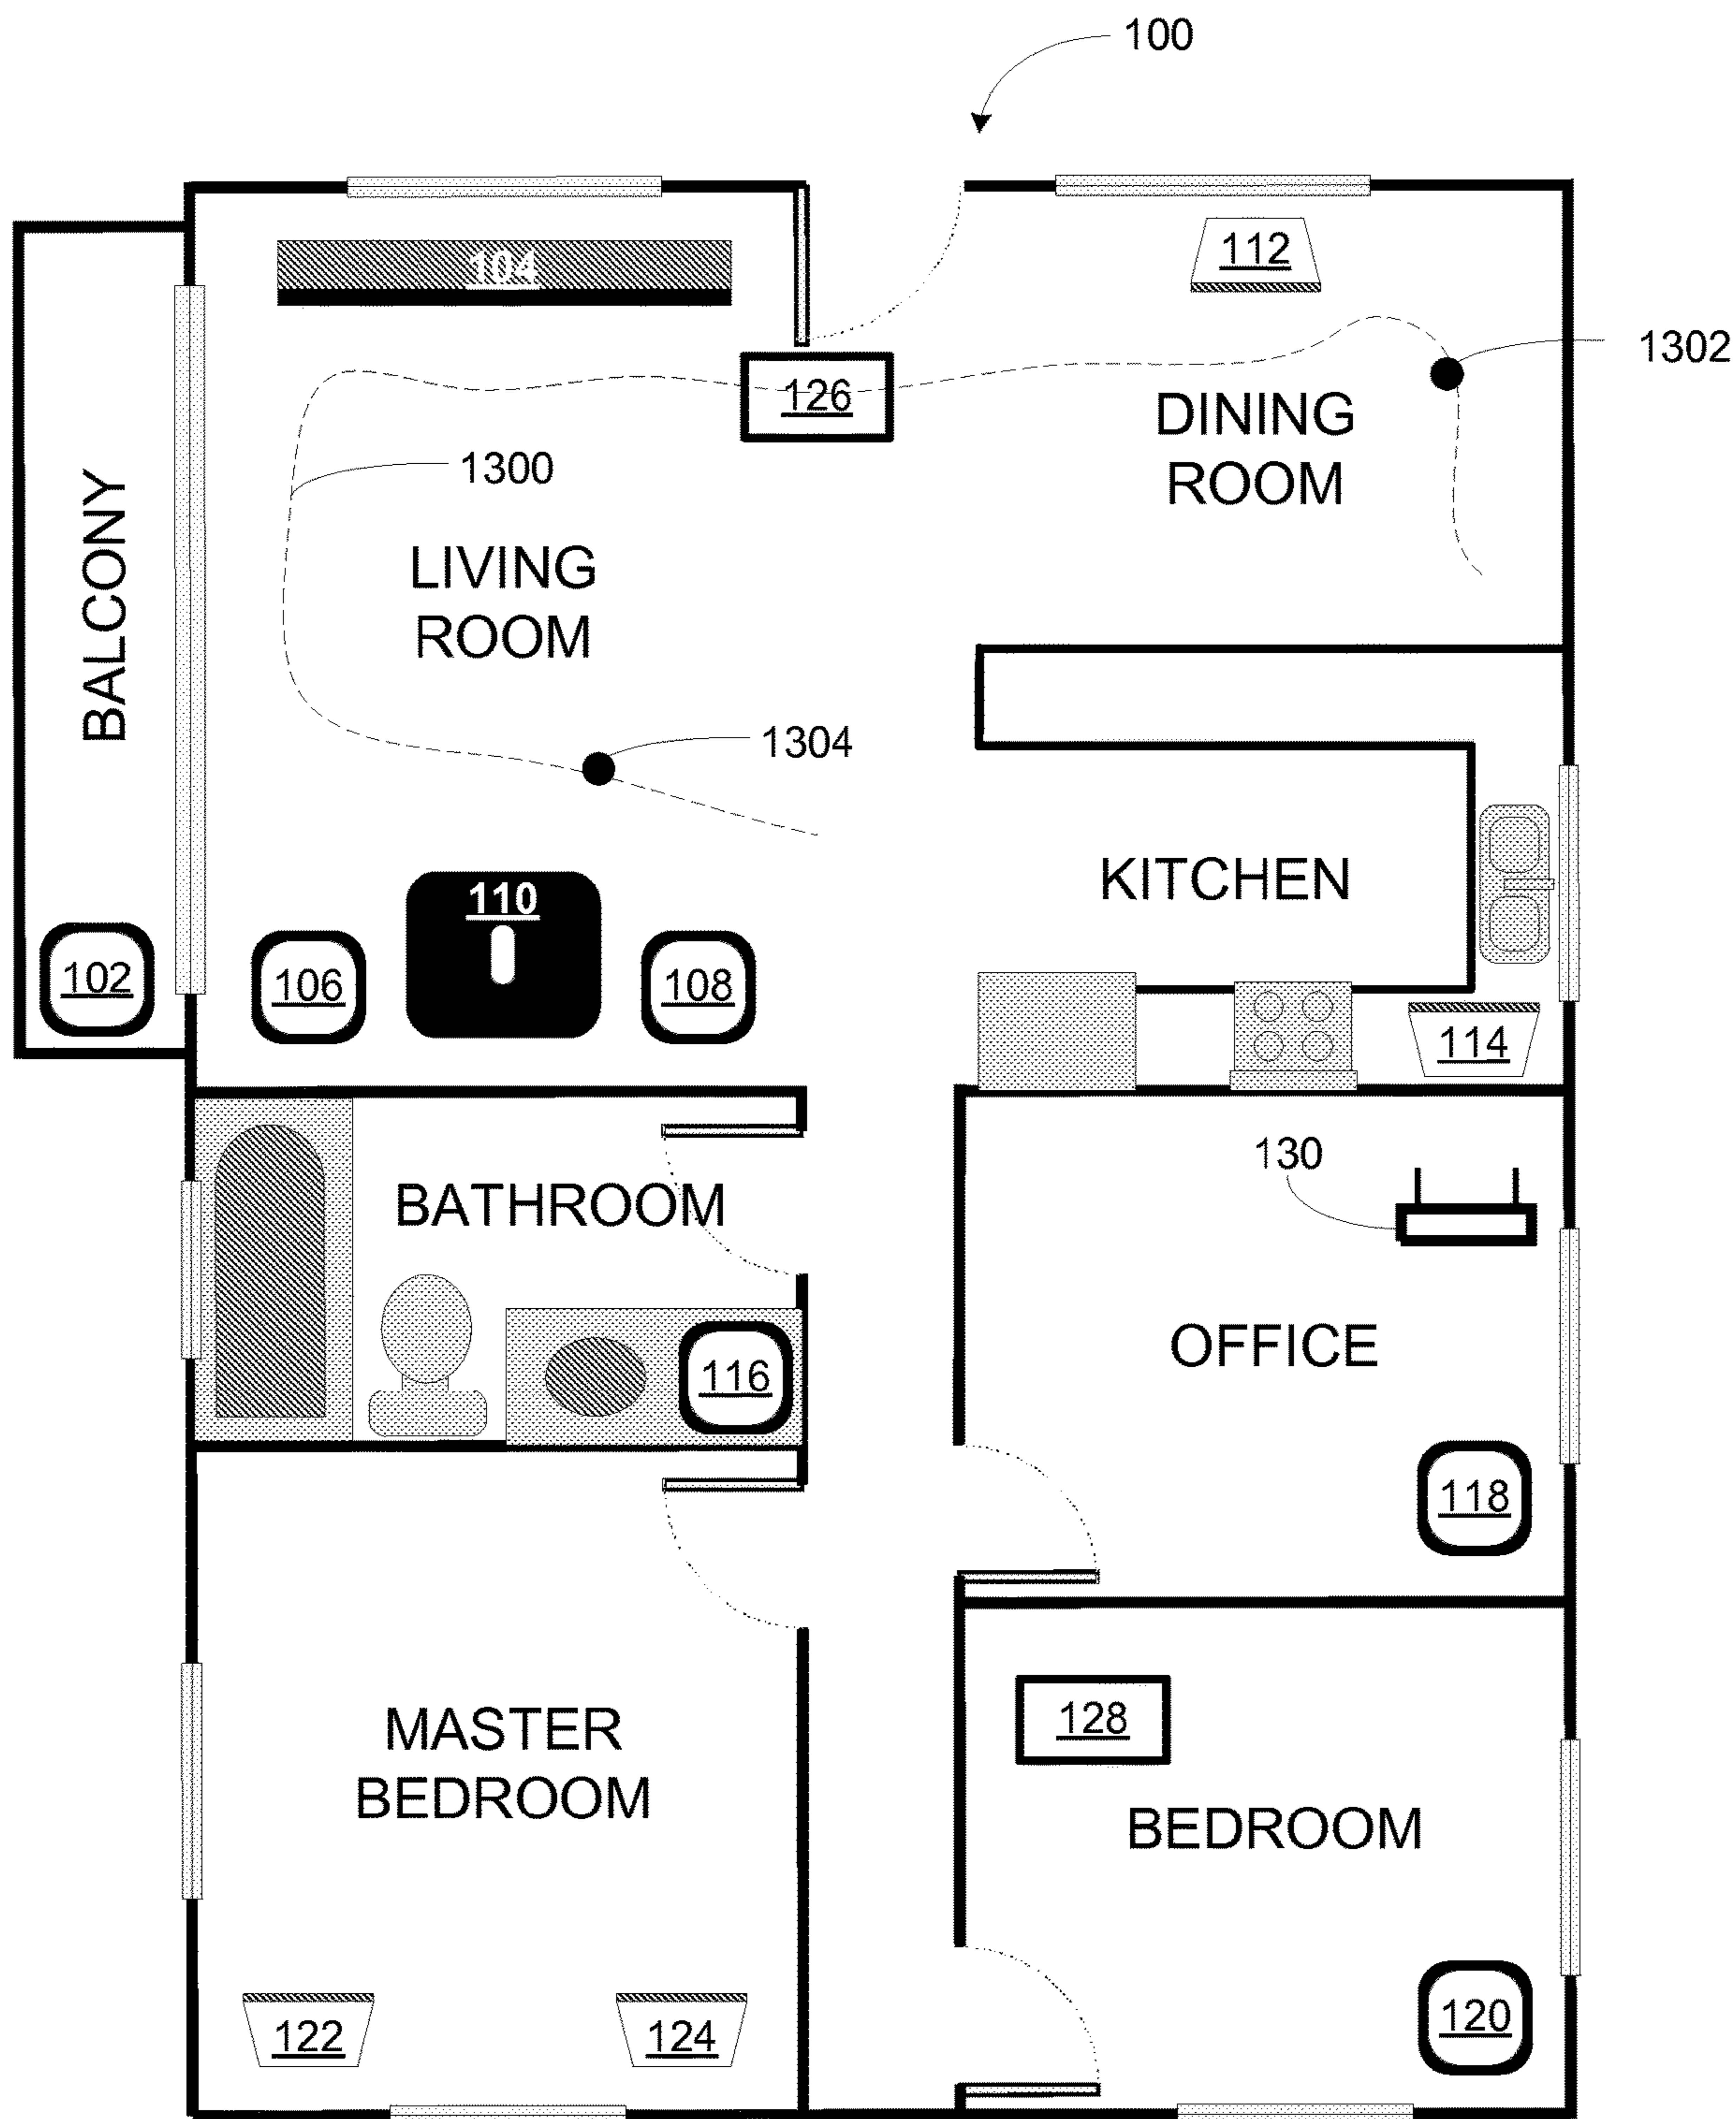 100
104
112
1302
126
DINING
ROOM
1300
BALCONY
LIVING
ROOM
1304
KITCHEN
110
102
106
108
114
130
BATHROOM
OFFICE
116
118
128
MASTER
BEDROOM
BEDROOM
122
124
120